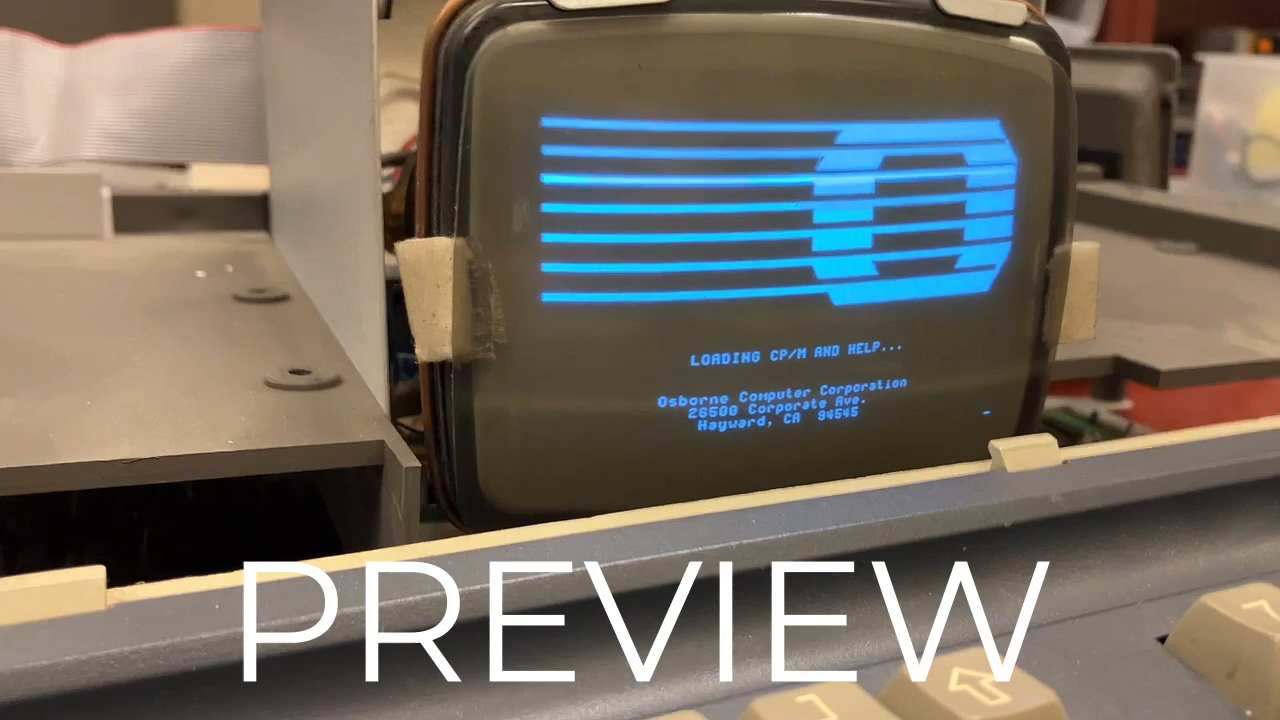 LOADING CP/M AND HELP...
Osborne Computer Corporation
26500 Corporate Ave.
Hayward, CA  94545
PREVIEW